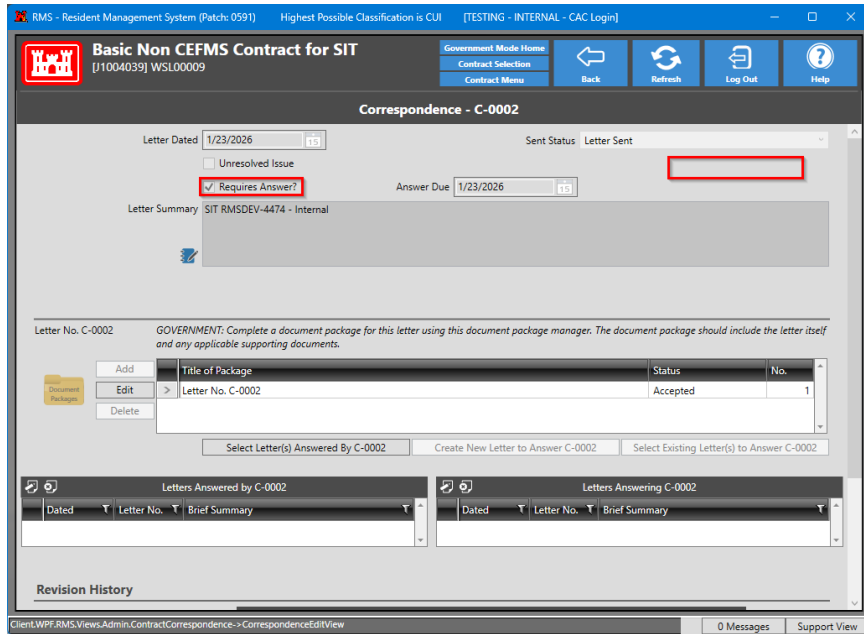 RMS - Resident Management System (Patch: 0591) Highest Possible Classification is CUI [TESTING - INTERNAL - CAC Login]
Basic Non CEFMS Contract for SIT
[J1004039] WSL00009
Government Mode Home
Contract Selection
Contract Menu
Back
Refresh
Log Out
Help
Correspondence - C-0002
Letter Dated 1/23/2026 15 Sent Status Letter Sent
Unresolved Issue
Requires Answer? Answer Due 1/23/2026 15
Letter Summary SIT RMSDEV-4474 - Internal
Letter No. C-0002 GOVERNMENT: Complete a document package for this letter using this document package manager. The document package should include the letter itself
and any applicable supporting documents.
Document Packages
Add
Edit
Delete
Title of Package Status No.
> Letter No. C-0002 Accepted 1
Select Letter(s) Answered By C-0002 Create New Letter to Answer C-0002 Select Existing Letter(s) to Answer C-0002
Letters Answered by C-0002
Dated Letter No. Brief Summary
Letters Answering C-0002
Dated Letter No. Brief Summary
Revision History
Client.WPF.RMS.Views.Admin.ContractCorrespondence->CorrespondenceEditView 0 Messages Support View